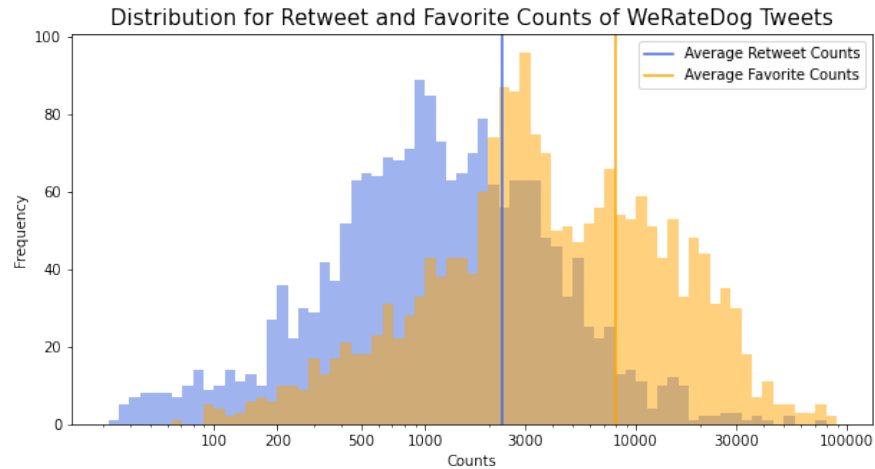 Distribution for Retweet and Favorite Counts of WeRateDog Tweets
100
80
60
40
20
0
Frequency
Average Retweet Counts
Average Favorite Counts
100 200 500 1000 3000 10000 30000 100000
Counts